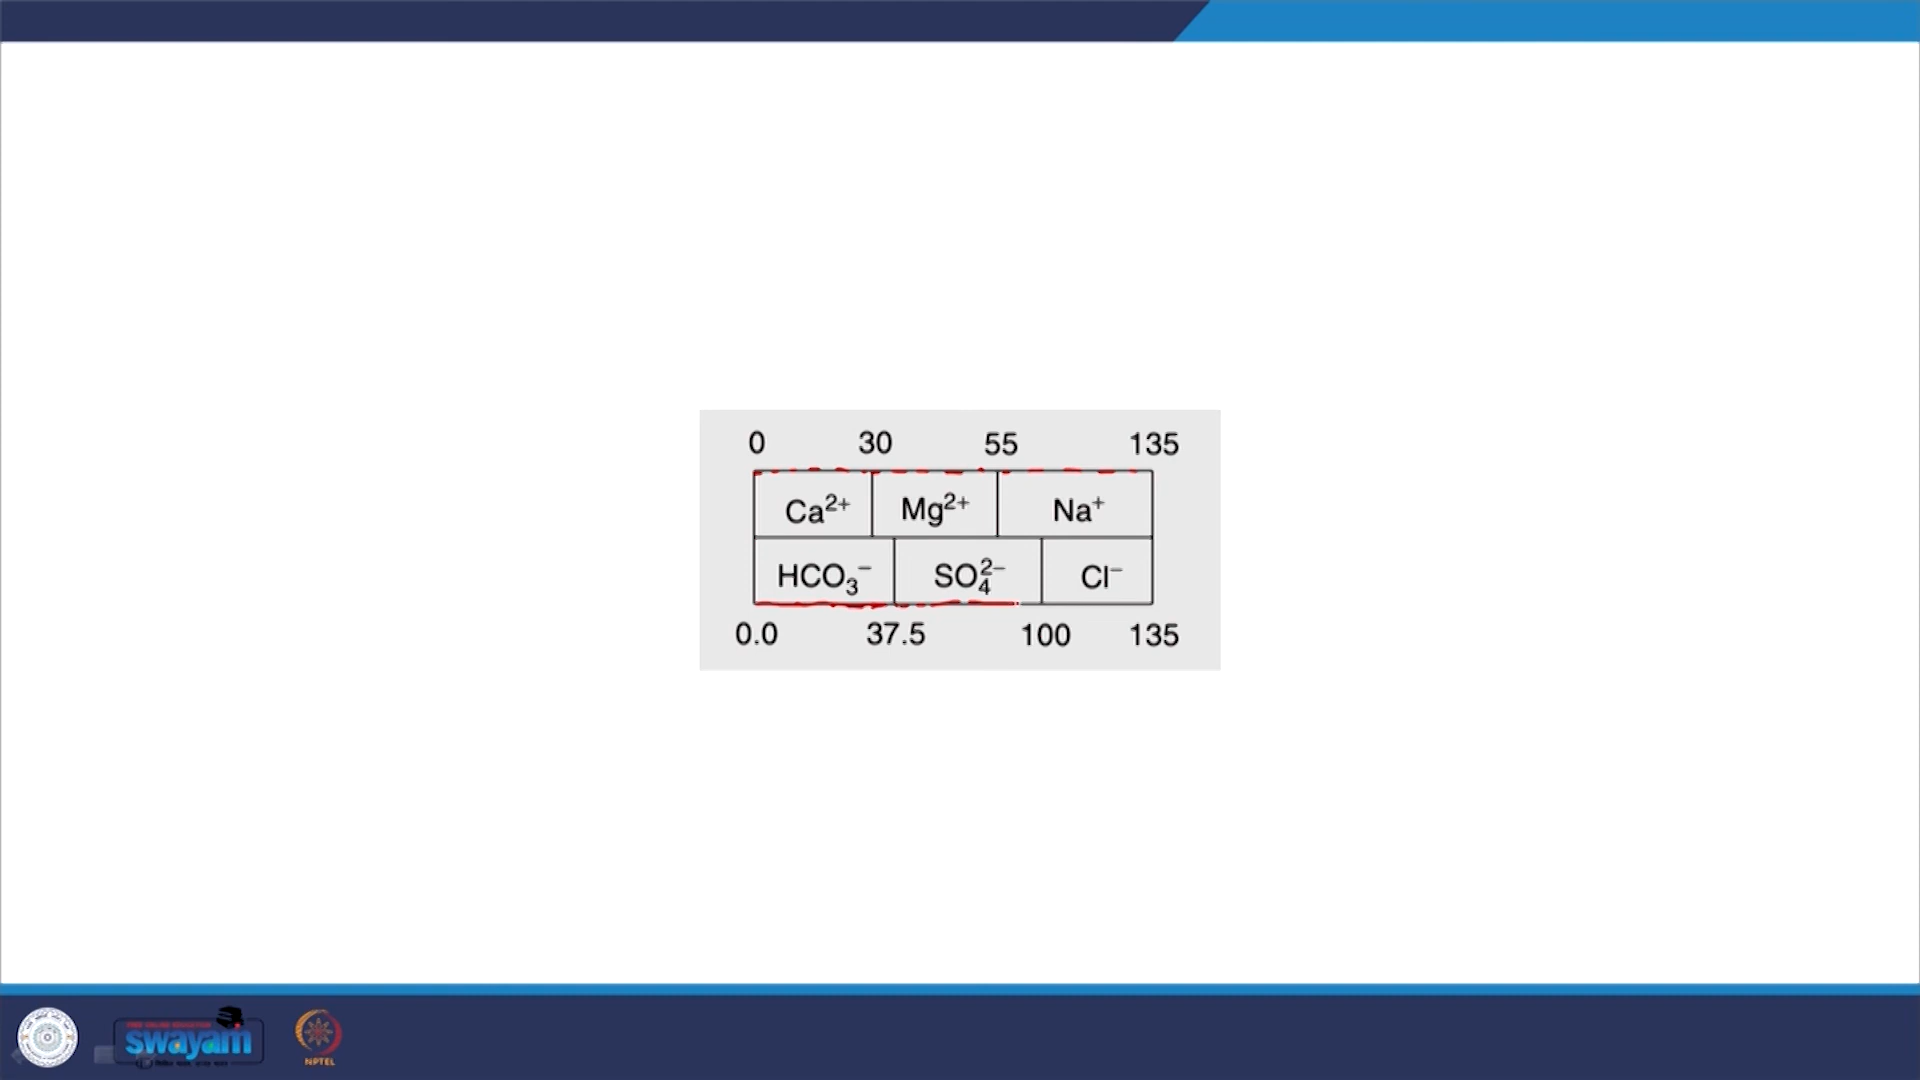 0 30 55 135
Ca²⁺ Mg²⁺ Na⁺
HCO₃⁻ SO₄²⁻ Cl⁻
0.0 37.5 100 135
swayam
NPTEL